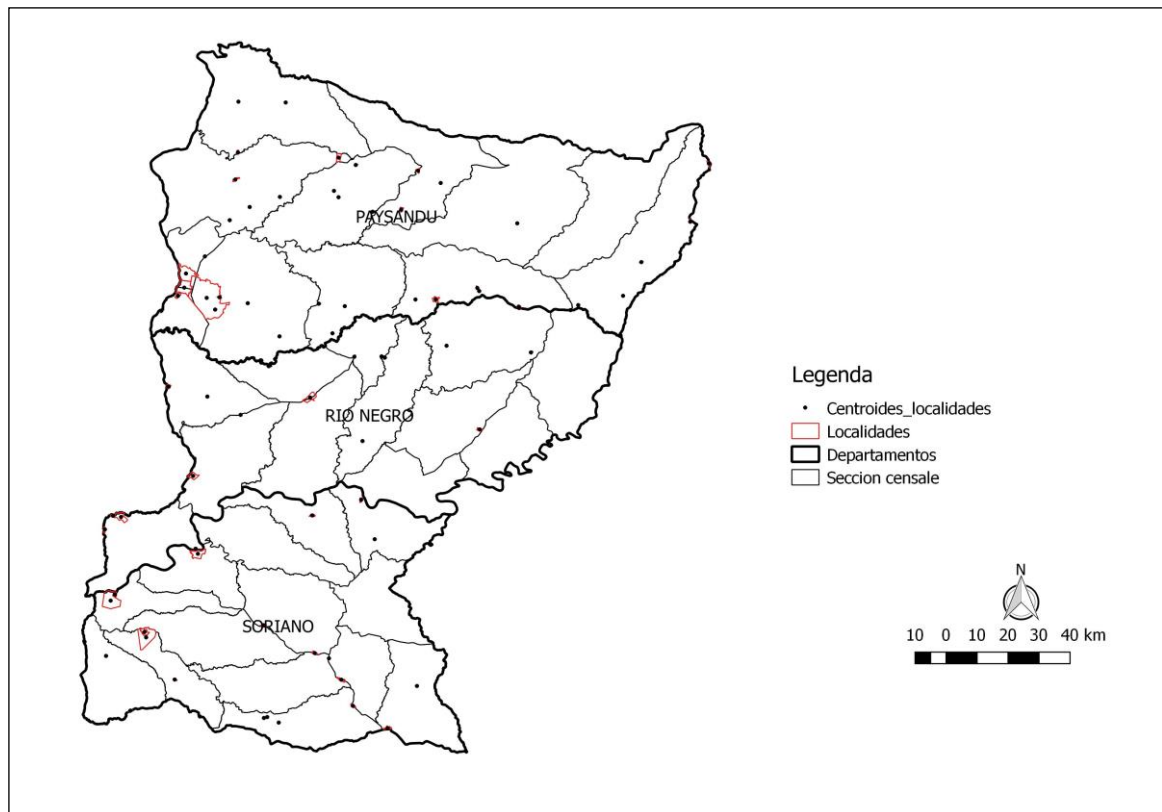 PAYSANDU
RIO NEGRO
SORIANO
Legenda
Centroides_localidades
Localidades
Departamentos
Seccion censale
N
10 0 10 20 30 40 km